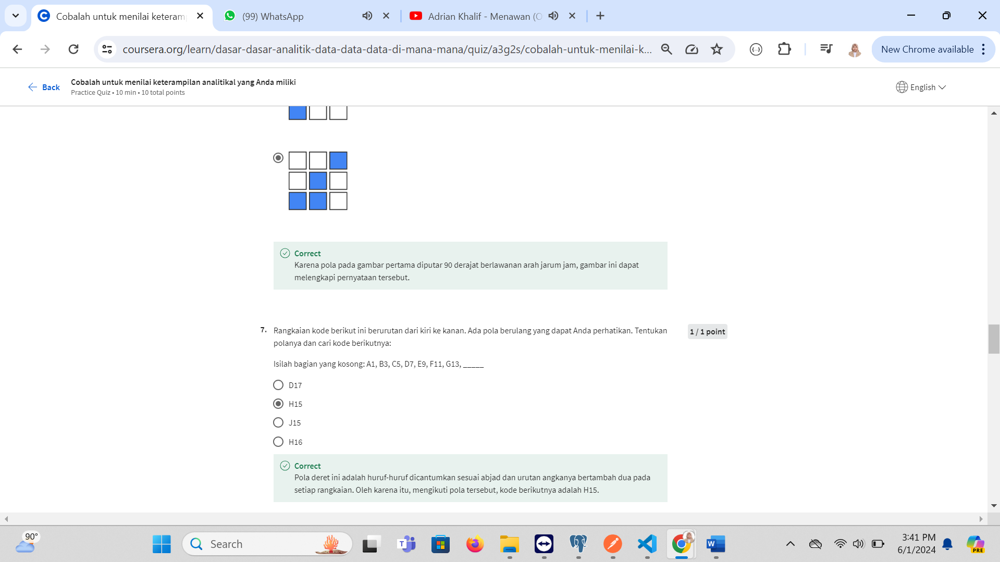 Cobalah untuk menilai keteram
(99) WhatsApp
Adrian Khalif - Menawan (O
coursera.org/learn/dasar-dasar-analitik-data-data-data-di-mana-mana/quiz/a3g2s/cobalah-untuk-menilai-k...
New Chrome available
Back
Cobalah untuk menilai keterampilan analitikal yang Anda miliki
Practice Quiz • 10 min • 10 total points
English
Correct
Karena pola pada gambar pertama diputar 90 derajat berlawanan arah jarum jam, gambar ini dapat
melengkapi pernyataan tersebut.
7. Rangkaian kode berikut ini berurutan dari kiri ke kanan. Ada pola berulang yang dapat Anda perhatikan. Tentukan
polanya dan cari kode berikutnya:
1 / 1 point
Isilah bagian yang kosong: A1, B3, C5, D7, E9, F11, G13, _____
D17
H15
J15
H16
Correct
Pola deret ini adalah huruf-huruf dicantumkan sesuai abjad dan urutan angkanya bertambah dua pada
setiap rangkaian. Oleh karena itu, mengikuti pola tersebut, kode berikutnya adalah H15.
90°
Search
T
W
3:41 PM
6/1/2024
PRE